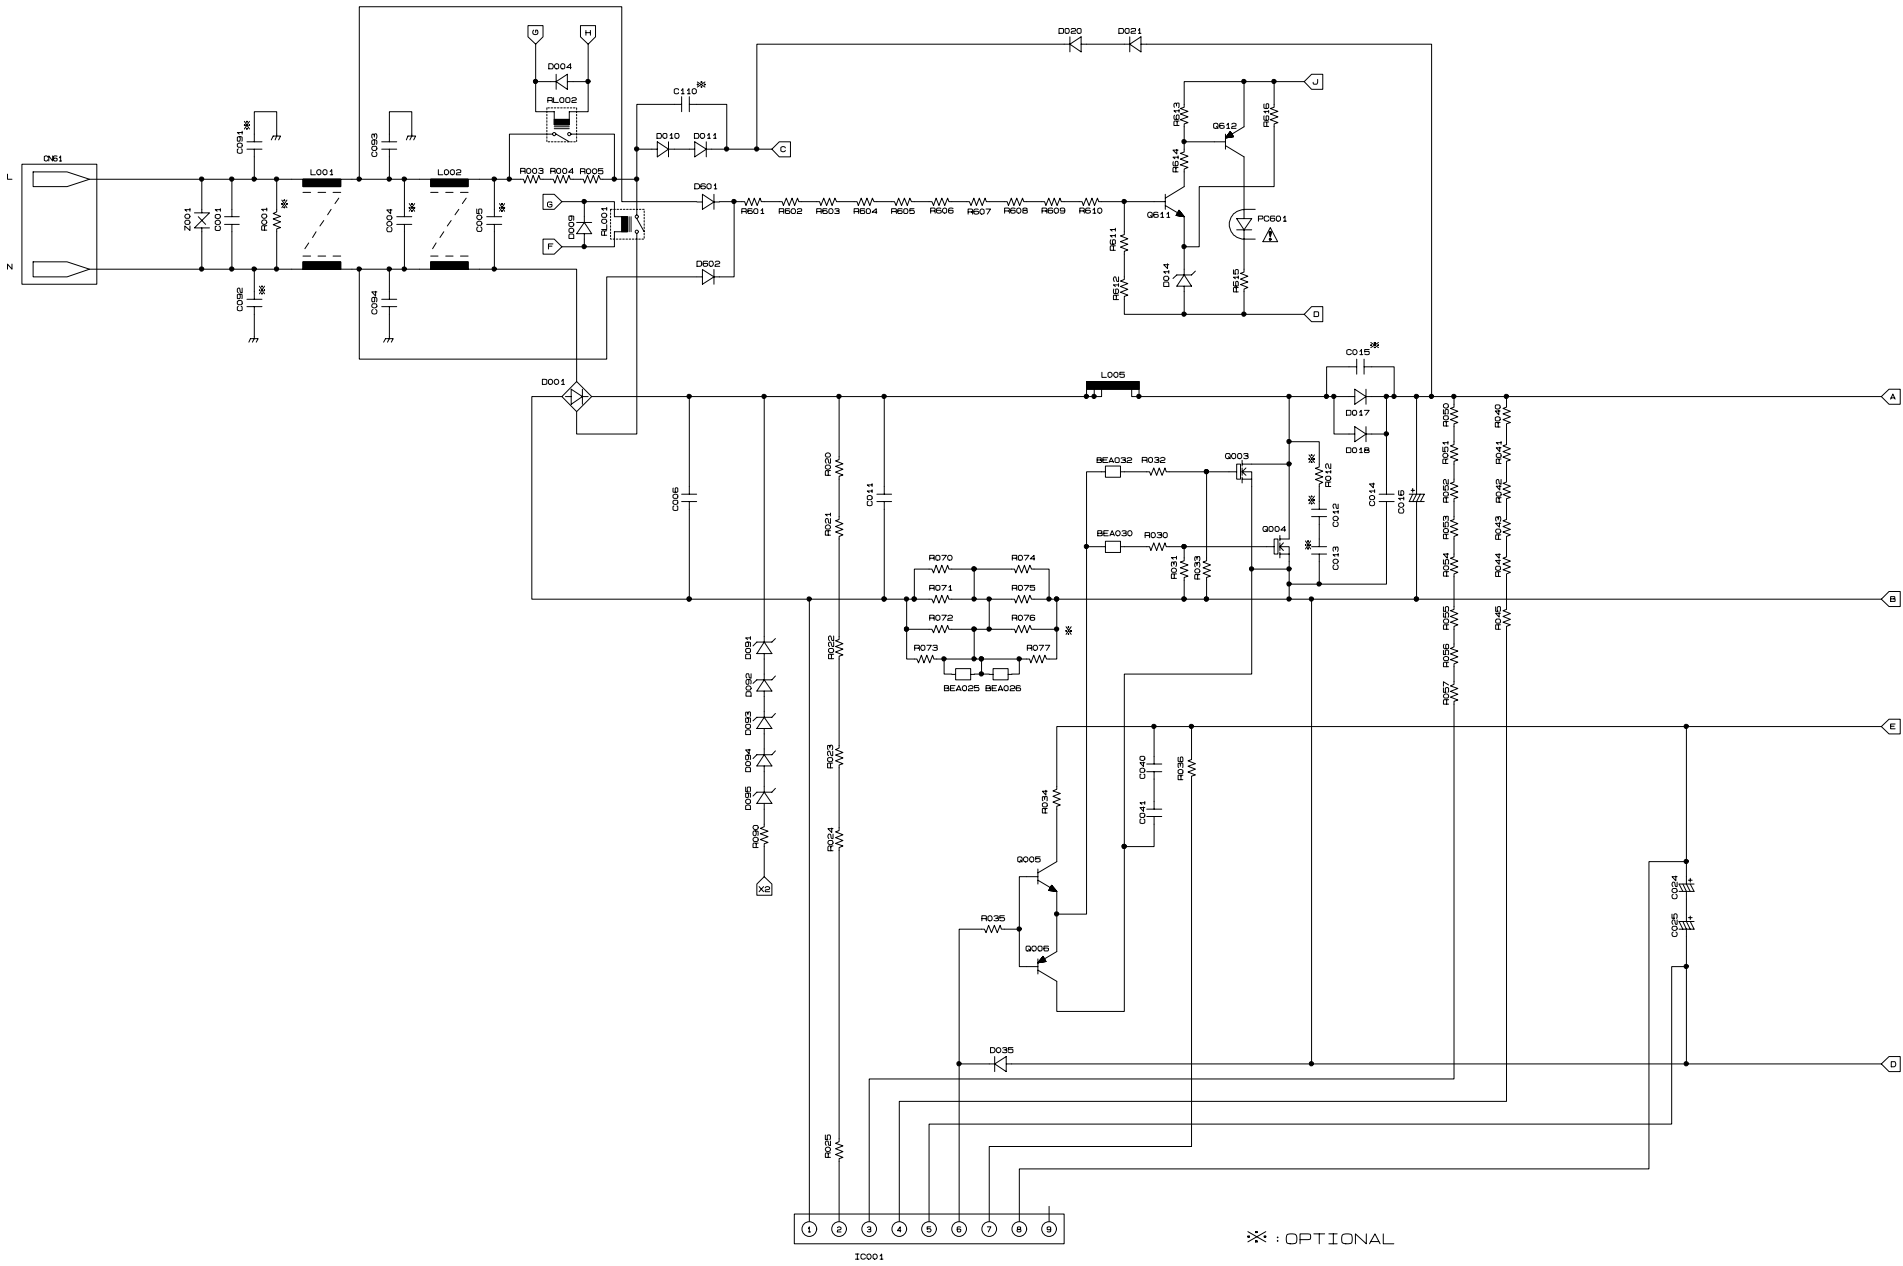 G
H
D020
D021
D004
RL002
C110 ※
J
R613
Q612
R616
C091 ※
C093
D010
D011
C
R614
CN61
L
L001
L002
R003
R004
R005
Z001
C001
R001 ※
C004 ※
C005 ※
G
D009
RL001
F
D601
R601
R602
R603
R604
R605
R606
R607
R608
R609
R610
Q611
PC601
R611
N
D602
R612
D014
R615
D
C092 ※
C094
D001
L005
C015 ※
D017
D018
A
R050
R040
R051
R041
R052
R042
R053
R043
R054
R044
R055
R045
R056
R057
C006
R020
R021
C011
BEA032
R032
Q003
※ R012
C014
C016
※ C012
BEA030
R030
Q004
※ C013
R031
R033
R070
R074
R071
R075
R072
R076
※
R073
R077
BEA025
BEA026
B
D091
D092
D093
D094
D095
R090
X2
R022
R023
R024
R025
E
C040
R036
R034
C041
Q005
C024
R035
C025
Q006
D035
D
1
2
3
4
5
6
7
8
9
IC001
※ : OPTIONAL